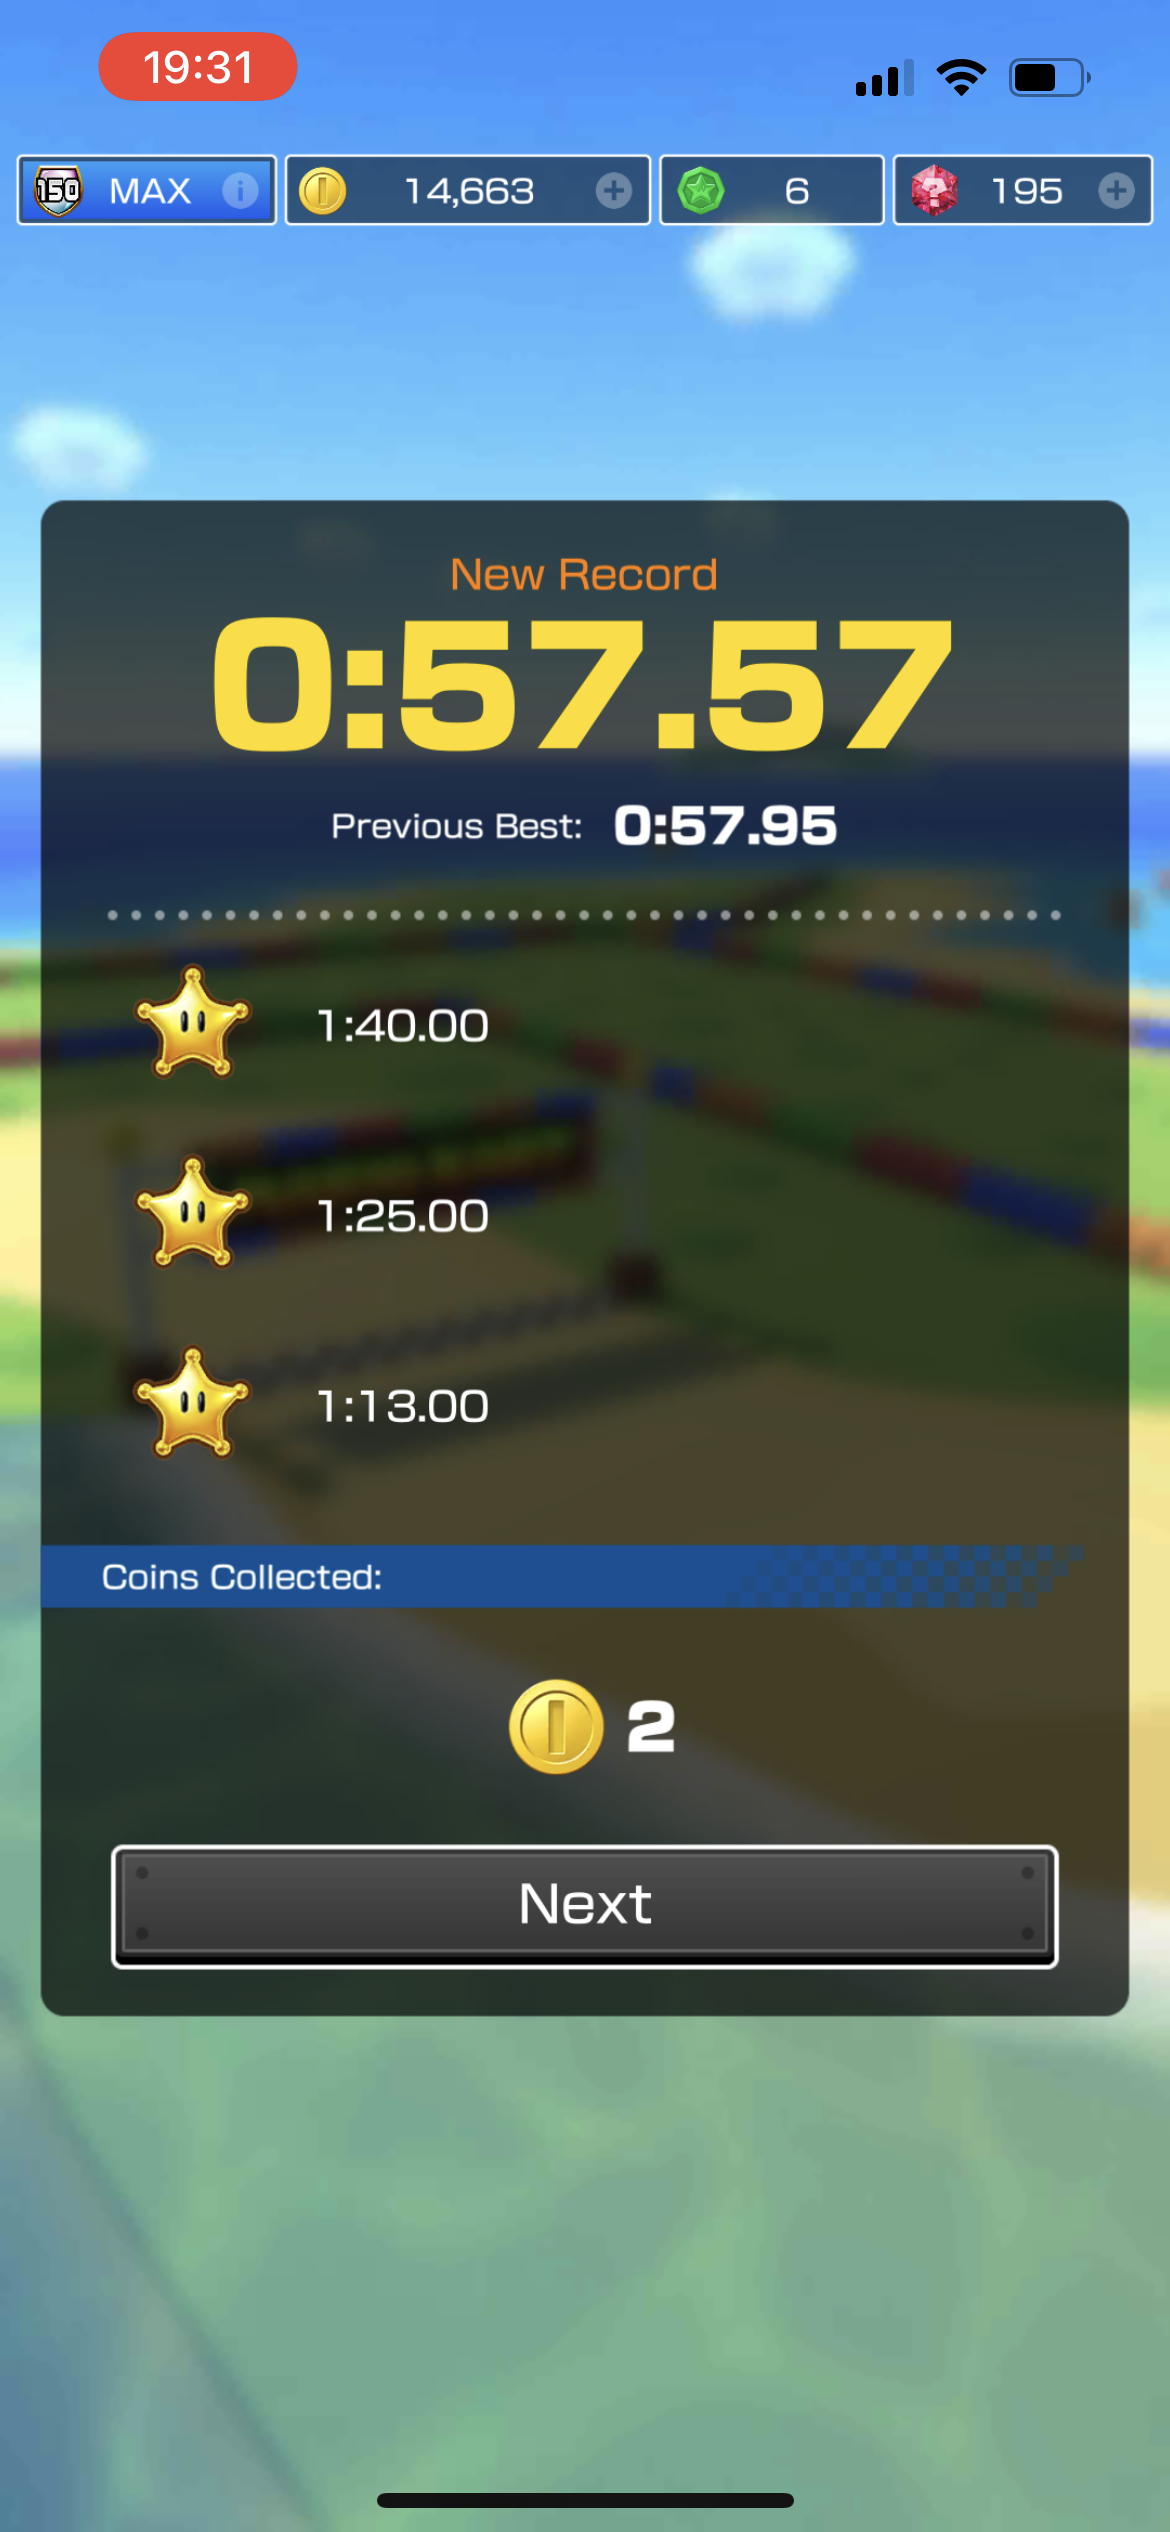 19:31
150 MAX i 14,663 + 6 ? 195 +
New Record
0:57.57
Previous Best: 0:57.95
1:40.00
1:25.00
1:13.00
Coins Collected:
2
Next